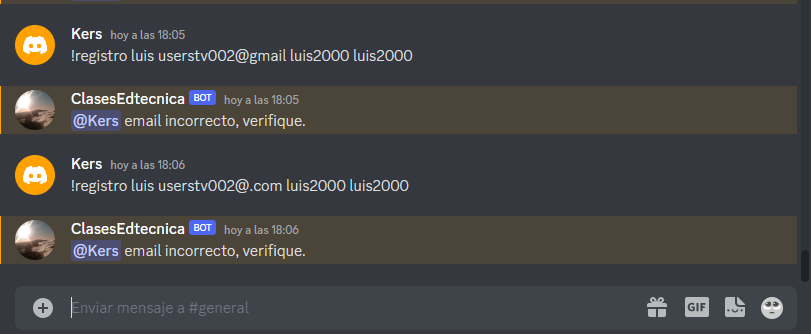 Kers hoy a las 18:05
!registro luis userstv002@gmail luis2000 luis2000
ClasesEdtecnica BOT hoy a las 18:05
@Kers email incorrecto, verifique.
Kers hoy a las 18:06
!registro luis userstv002@.com luis2000 luis2000
ClasesEdtecnica BOT hoy a las 18:06
@Kers email incorrecto, verifique.
Enviar mensaje a #general GIF